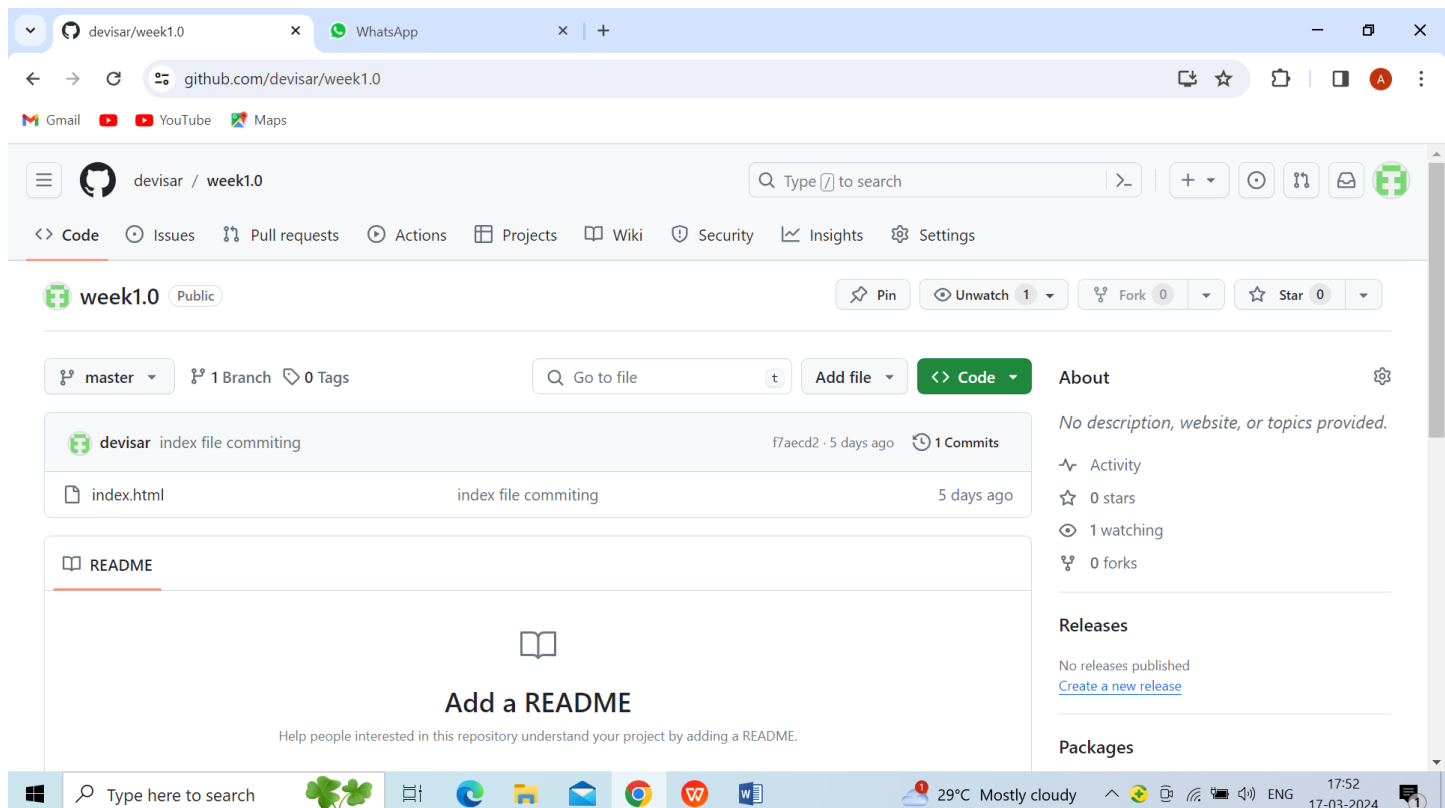 devisar/week1.0
WhatsApp
github.com/devisar/week1.0
A
Gmail YouTube Maps
devisar / week1.0
Type / to search
Code Issues Pull requests Actions Projects Wiki Security Insights Settings
week1.0 Public
Pin Unwatch 1 Fork 0 Star 0
master 1 Branch 0 Tags
Go to file t
Add file <> Code
About
No description, website, or topics provided.
devisar index file commiting f7aecd2 · 5 days ago 1 Commits
index.html index file commiting 5 days ago
Activity
0 stars
1 watching
0 forks
README
Add a README
Help people interested in this repository understand your project by adding a README.
Releases
No releases published
Create a new release
Packages
Type here to search
W
1
29°C Mostly cloudy
ENG
17:52
17-03-2024
1